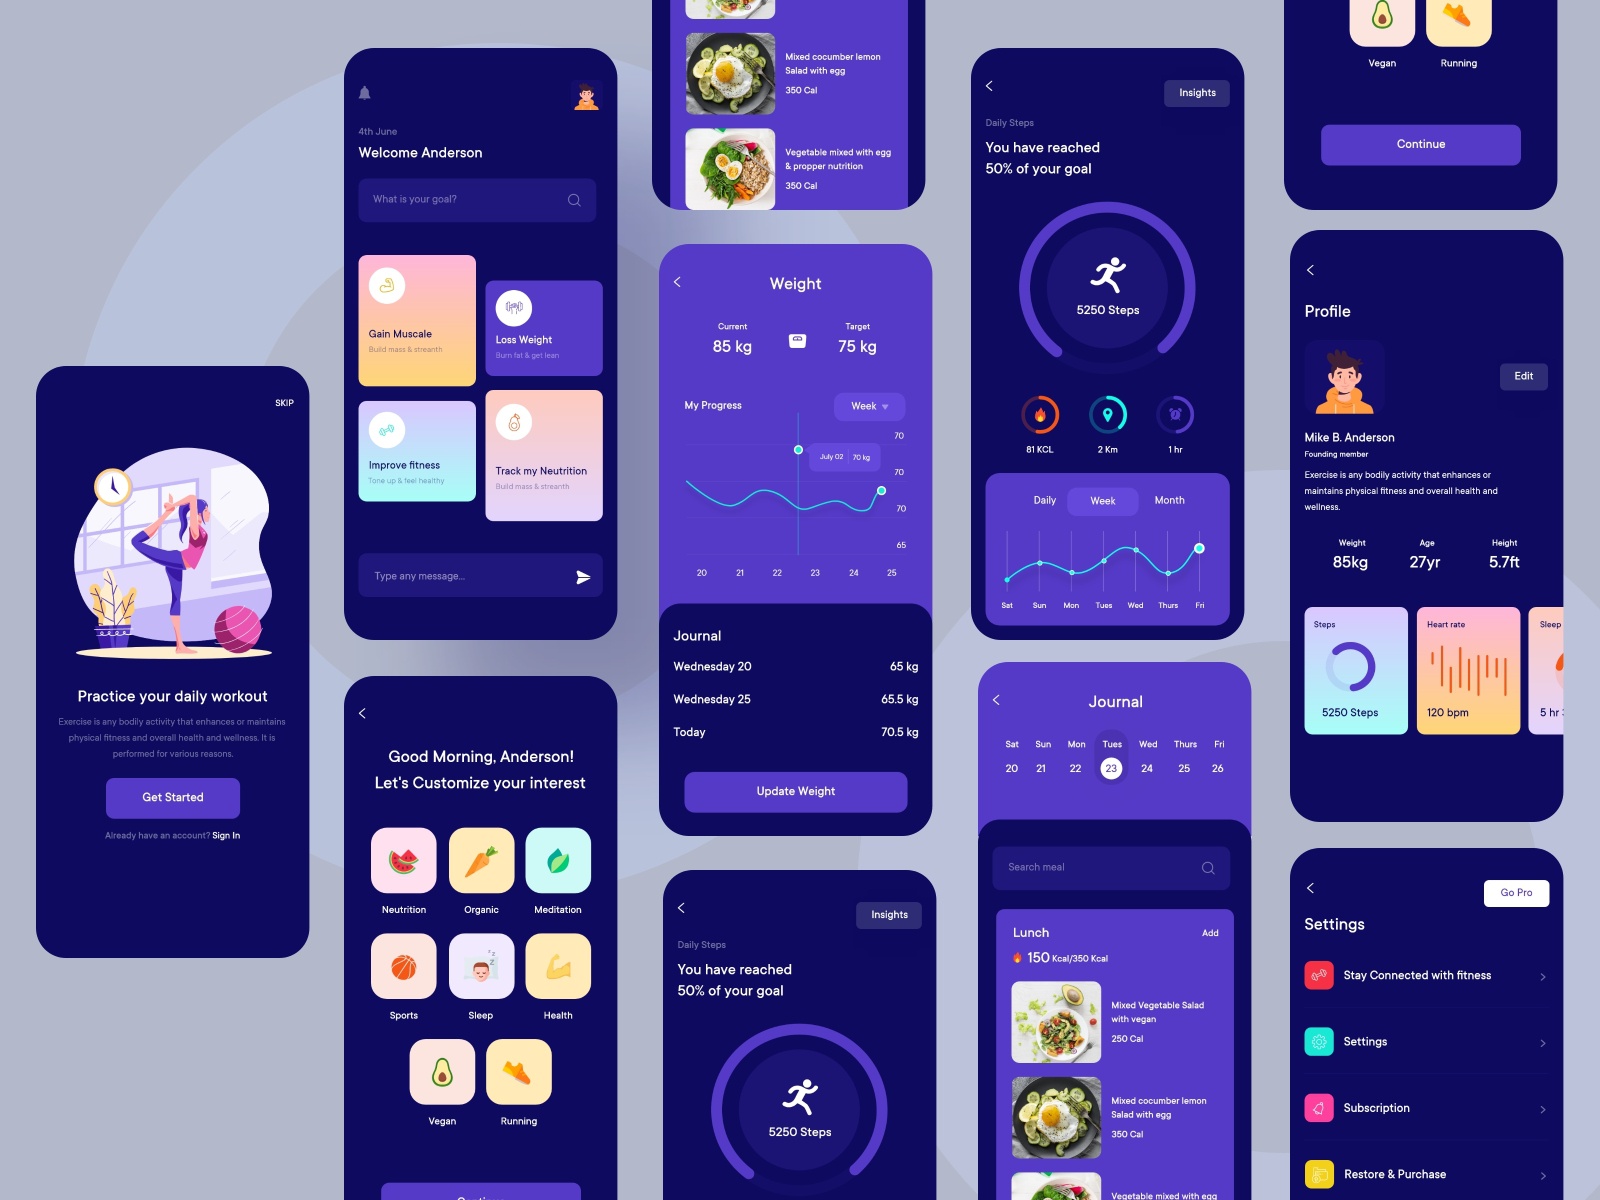 SKIP
Practice your daily workout
Exercise is any bodily activity that enhances or maintains
physical fitness and overall health and wellness. It is
performed for various reasons.
Get Started
Already have an account? Sign In
4th June
Welcome Anderson
What is your goal?
Gain Muscale
Build mass & streanth
Loss Weight
Burn fat & get lean
Improve fitness
Tone up & feel healthy
Track my Neutrition
Build mass & streanth
Type any message...
Good Morning, Anderson!
Let's Customize your interest
Neutrition
Organic
Meditation
Sports
Sleep
Health
Vegan
Running
Mixed cocumber lemon
Salad with egg
350 Cal
Vegetable mixed with egg
& propper nutrition
350 Cal
Weight
Current
Target
85 kg
75 kg
My Progress
Week
70
July 02
70 kg
70
70
65
20
21
22
23
24
25
Journal
Wednesday 20
65 kg
Wednesday 25
65.5 kg
Today
70.5 kg
Update Weight
Insights
Daily Steps
You have reached
50% of your goal
5250 Steps
Insights
Daily Steps
You have reached
50% of your goal
5250 Steps
81 KCL
2 Km
1 hr
Daily
Week
Month
Sat
Sun
Mon
Tues
Wed
Thurs
Fri
Journal
Sat
Sun
Mon
Tues
Wed
Thurs
Fri
20
21
22
23
24
25
26
Search meal
Lunch
Add
150 Kcal/350 Kcal
Mixed Vegetable Salad
with vegan
250 Cal
Mixed cocumber lemon
Salad with egg
350 Cal
Vegetable mixed with egg
Vegan
Running
Continue
Profile
Edit
Mike B. Anderson
Founding member
Exercise is any bodily activity that enhances or
maintains physical fitness and overall health and
wellness.
Weight
Age
Height
85kg
27yr
5.7ft
Steps
5250 Steps
Heart rate
120 bpm
Sleep
5 hr
Go Pro
Settings
Stay Connected with fitness
Settings
Subscription
Restore & Purchase